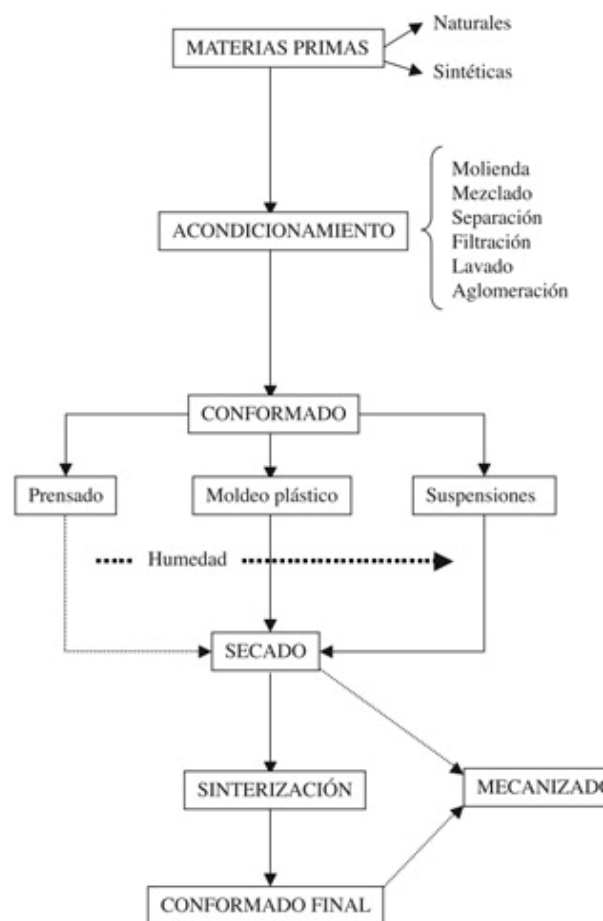 Naturales
MATERIAS PRIMAS
Sintéticas
Molienda
Mezclado
Separación
ACONDICIONAMIENTO
Filtración
Lavado
Aglomeración
CONFORMADO
Prensado
Moldeo plástico
Suspensiones
Humedad
SECADO
SINTERIZACIÓN
MECANIZADO
CONFORMADO FINAL